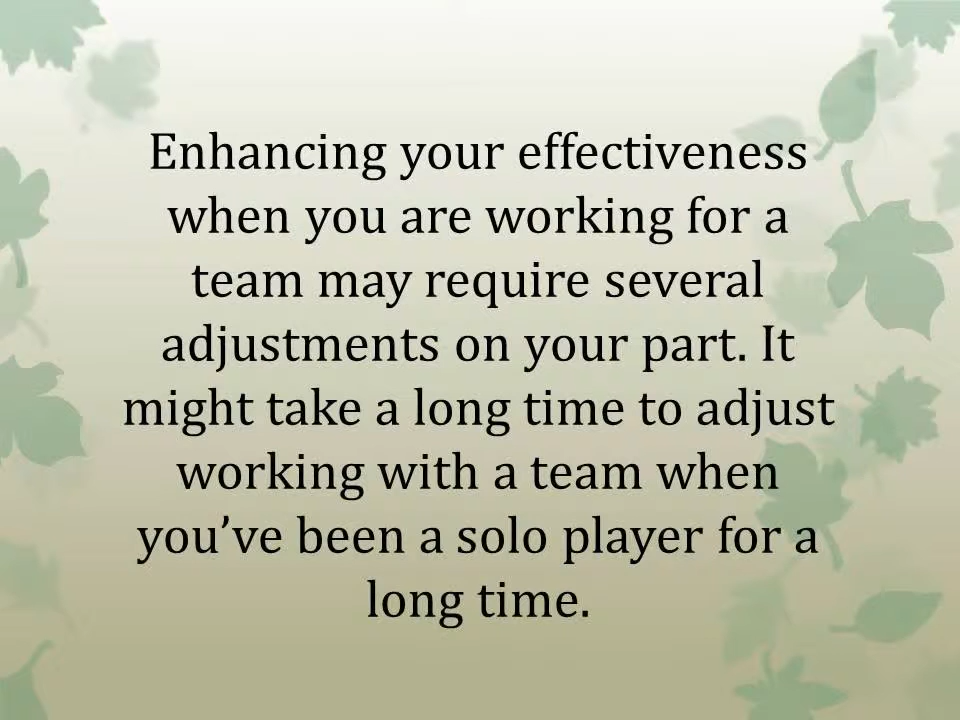 Enhancing your effectiveness
when you are working for a
team may require several
adjustments on your part. It
might take a long time to adjust
working with a team when
you’ve been a solo player for a
long time.